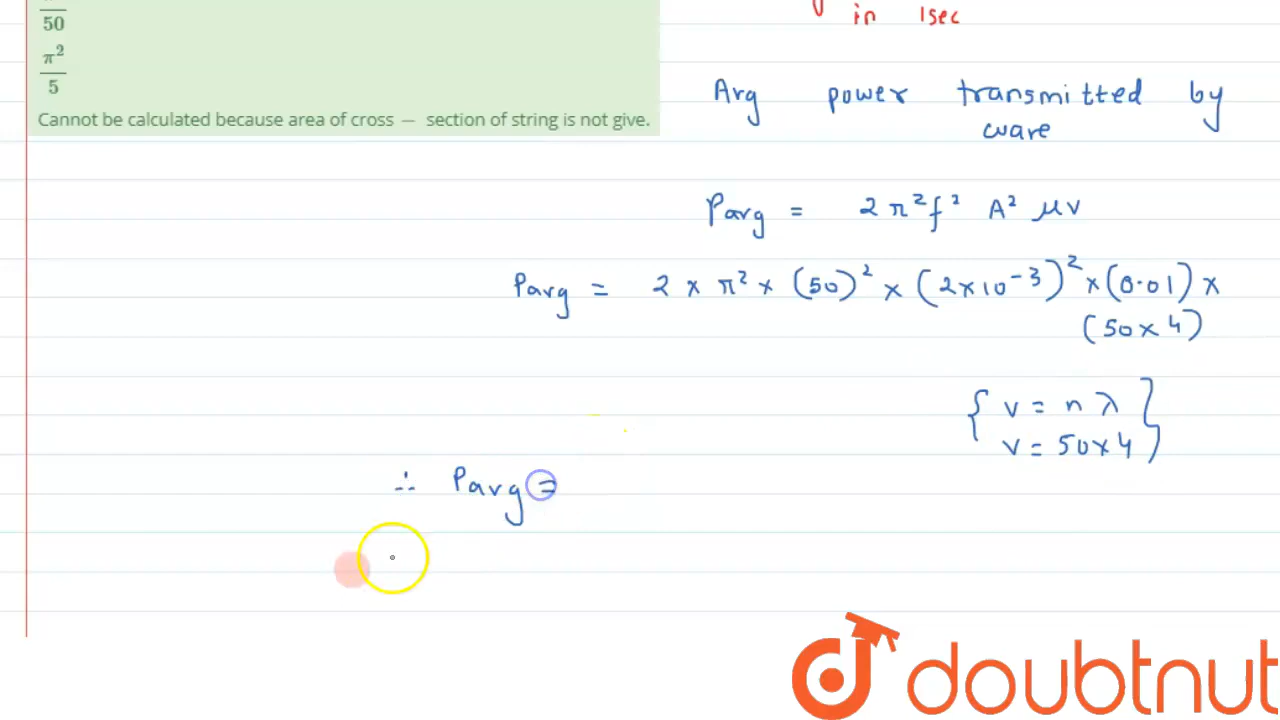 50
π²
5
Cannot be calculated because area of cross — section of string is not give.
in 1sec
Avg power transmitted by
wave
Pavg = 2π²f² A² μv
Pavg = 2 × π² × (50)² × (2×10⁻³)² × (0.01) ×
(50×4)
{ v = nλ }
v = 50×4
∴ Pavg =
doubtnut